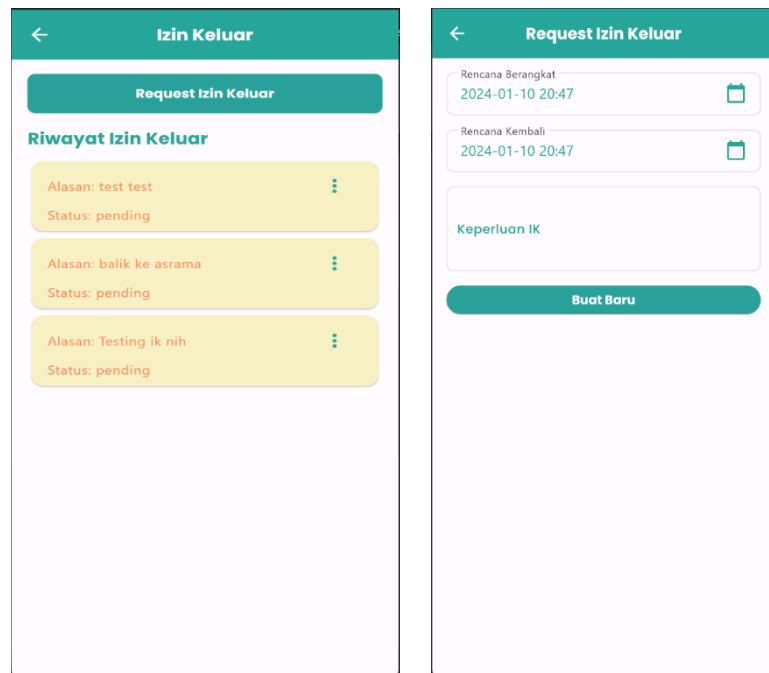 Izin Keluar
Request Izin Keluar
Riwayat Izin Keluar
Alasan: test test
Status: pending
Alasan: balik ke asrama
Status: pending
Alasan: Testing ik nih
Status: pending
Request Izin Keluar
Rencana Berangkat
2024-01-10 20:47
Rencana Kembali
2024-01-10 20:47
Keperluan IK
Buat Baru